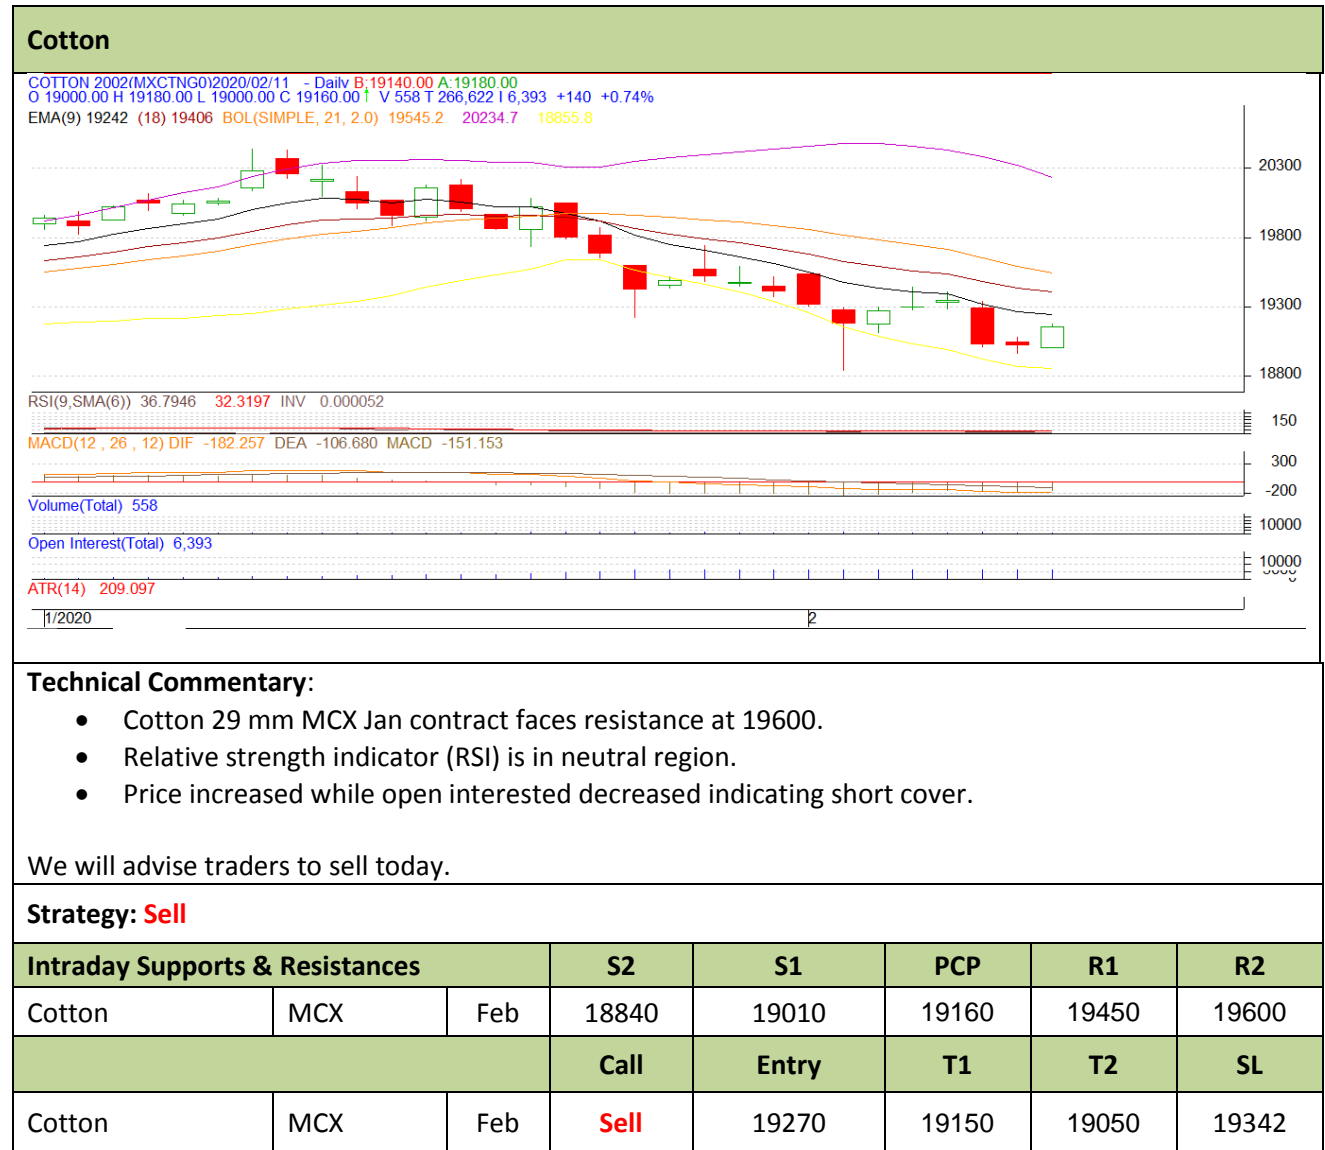 Cotton
COTTON 2002(MXCTNG0)2020/02/11 - Daily B:19140.00 A:19180.00
O 19000.00 H 19180.00 L 19000.00 C 19160.00 ↑ V 558 T 266,622 I 6,393 +140 +0.74%
EMA(9) 19242 (18) 19406 BOL(SIMPLE, 21, 2.0) 19545.2 20234.7 18855.8
20300
19800
19300
18800
RSI(9,SMA(6)) 36.7946 32.3197 INV 0.000052
150
MACD(12 , 26 , 12) DIF -182.257 DEA -106.680 MACD -151.153
300
-200
Volume(Total) 558
10000
Open Interest(Total) 6,393
10000
ATR(14) 209.097
1/2020 2
Technical Commentary:
• Cotton 29 mm MCX Jan contract faces resistance at 19600.
• Relative strength indicator (RSI) is in neutral region.
• Price increased while open interested decreased indicating short cover.
We will advise traders to sell today.
Strategy: Sell
Intraday Supports & Resistances S2 S1 PCP R1 R2
Cotton MCX Feb 18840 19010 19160 19450 19600
Call Entry T1 T2 SL
Cotton MCX Feb Sell 19270 19150 19050 19342